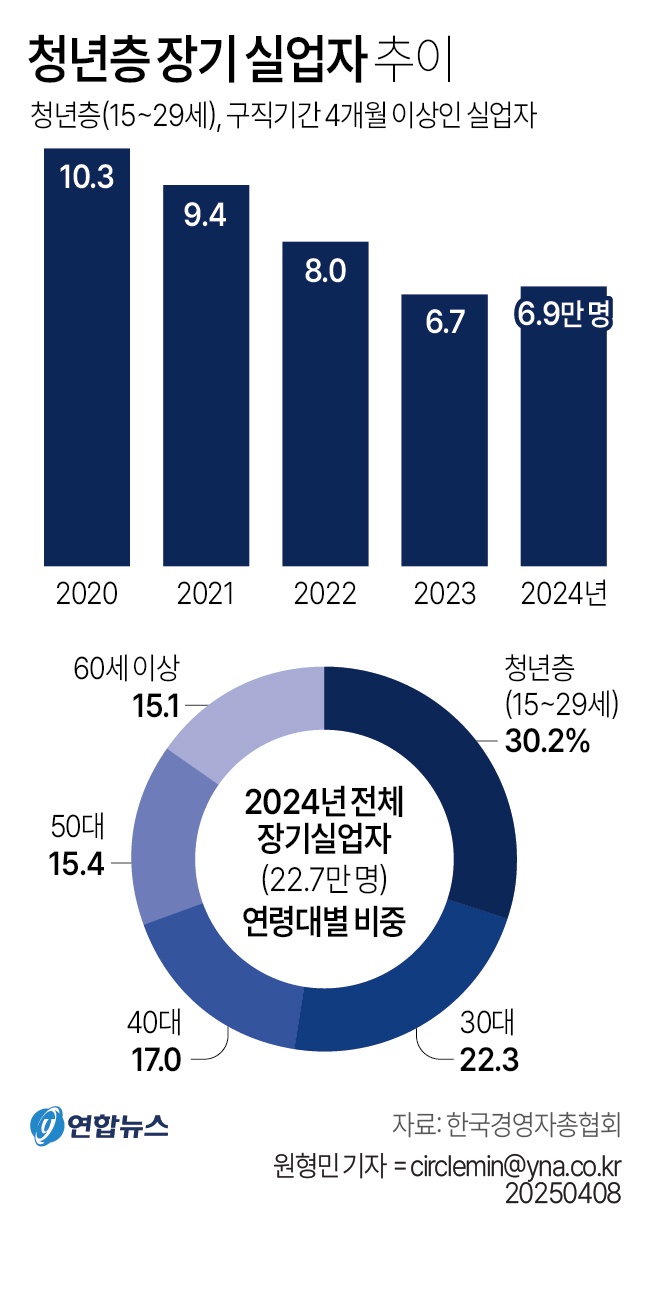 청년층 장기 실업자 추이
청년층(15~29세), 구직기간 4개월 이상인 실업자
10.3
9.4
8.0
6.7
6.9만 명
2020
2021
2022
2023
2024년
60세 이상
15.1
청년층
(15~29세)
30.2%
50대
15.4
2024년 전체
장기실업자
(22.7만 명)
연령대별 비중
40대
17.0
30대
22.3
y 연합뉴스
자료: 한국경영자총협회
원형민 기자 = circlemin@yna.co.kr
20250408